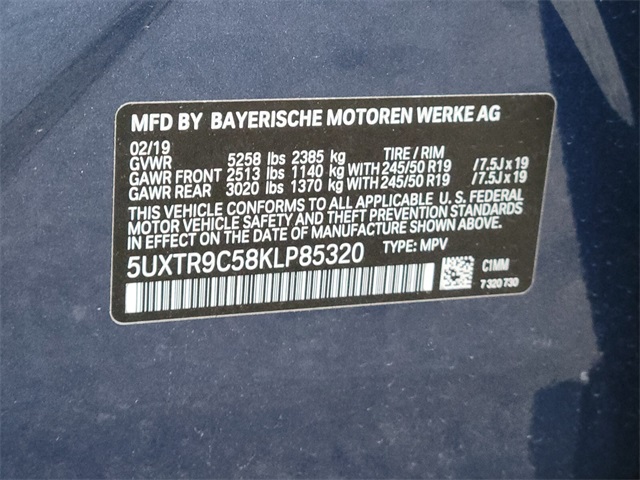 MFD BY BAYERISCHE MOTOREN WERKE AG
02/19
GVWR 5258 lbs 2385 kg TIRE / RIM
GAWR FRONT 2513 lbs 1140 kg WITH 245/50 R19 /7.5J x 19
GAWR REAR 3020 lbs 1370 kg WITH 245/50 R19 /7.5J x 19
THIS VEHICLE CONFORMS TO ALL APPLICABLE U. S. FEDERAL
MOTOR VEHICLE SAFETY AND THEFT PREVENTION STANDARDS
IN EFFECT ON THE DATE OF MANUFACTURE SHOWN ABOVE.
5UXTR9C58KLP85320 TYPE: MPV
C1MM
7 320 730